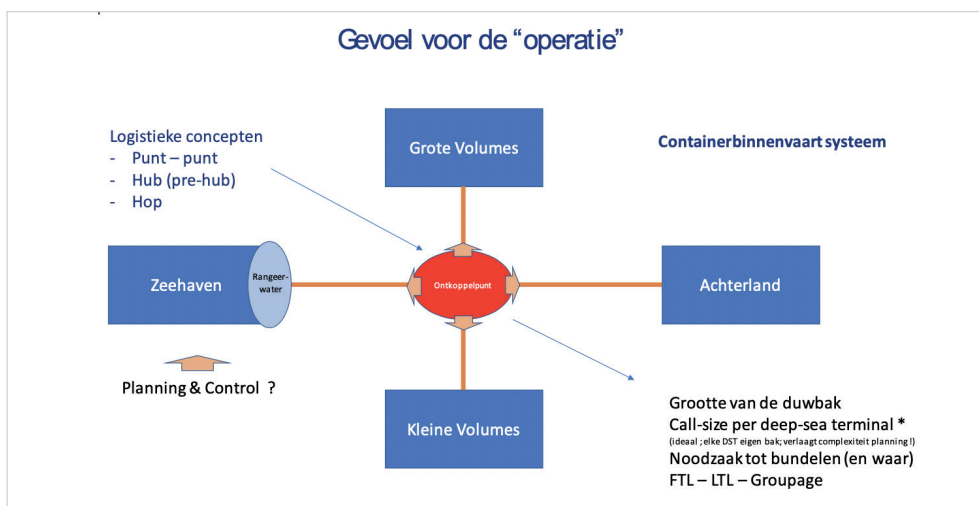 Gevoel voor de “operatie”
Logistieke concepten
- Punt – punt
- Hub (pre-hub)
- Hop
Grote Volumes
Containerbinnenvaart systeem
Zeehaven
Rangeer-
water
Ontkoppelpunt
Achterland
Planning & Control ?
Kleine Volumes
Grootte van de duwbak
Call-size per deep-sea terminal *
(ideaal ; elke DST eigen bak; verlaagt complexiteit planning !)
Noodzaak tot bundelen (en waar)
FTL – LTL – Groupage